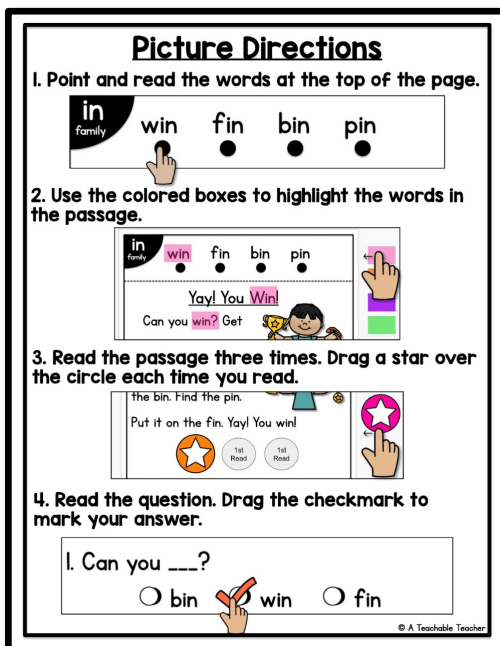 Picture Directions
1. Point and read the words at the top of the page.
in
family
win fin bin pin
2. Use the colored boxes to highlight the words in
the passage.
in
family
win fin bin pin
Yay! You Win!
Can you win? Get
3. Read the passage three times. Drag a star over
the circle each time you read.
the bin. Find the pin.
Put it on the fin. Yay! You win!
1st
Read
1st
Read
4. Read the question. Drag the checkmark to
mark your answer.
1. Can you ___?
bin win fin
© A Teachable Teacher